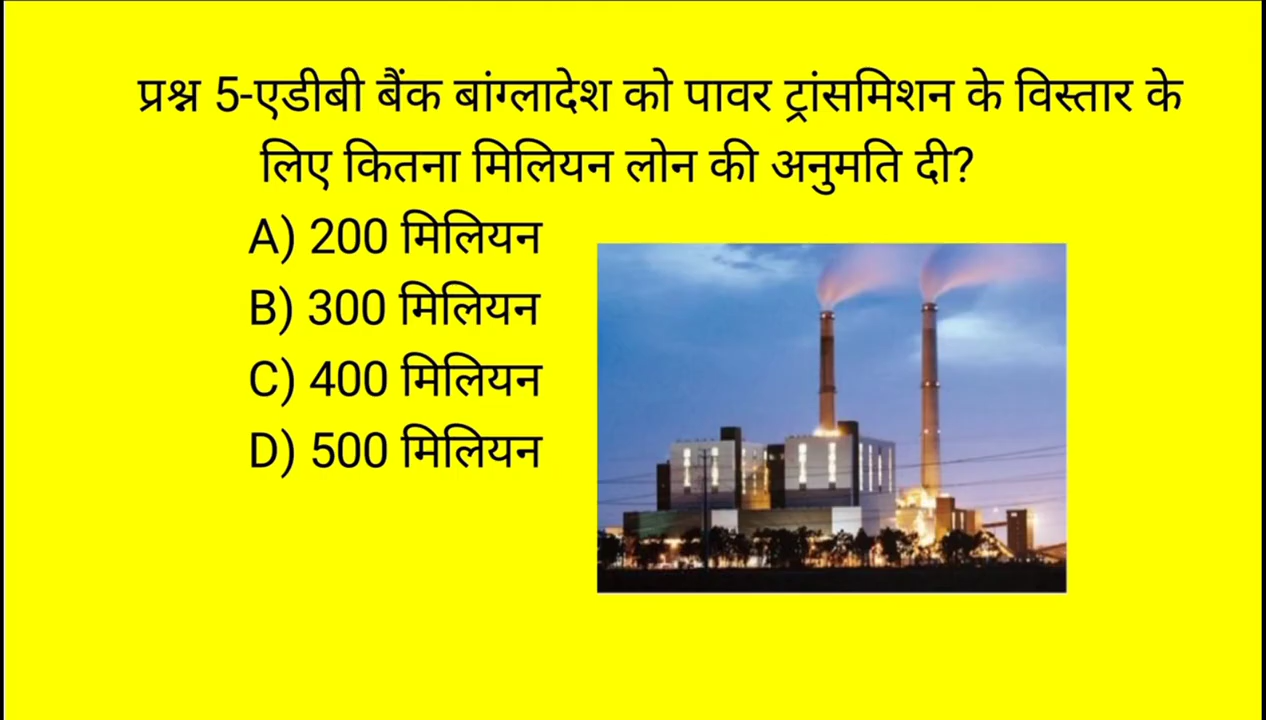 प्रश्न 5-एडीबी बैंक बांग्लादेश को पावर ट्रांसमिशन के विस्तार के
लिए कितना मिलियन लोन की अनुमति दी?
A) 200 मिलियन
B) 300 मिलियन
C) 400 मिलियन
D) 500 मिलियन